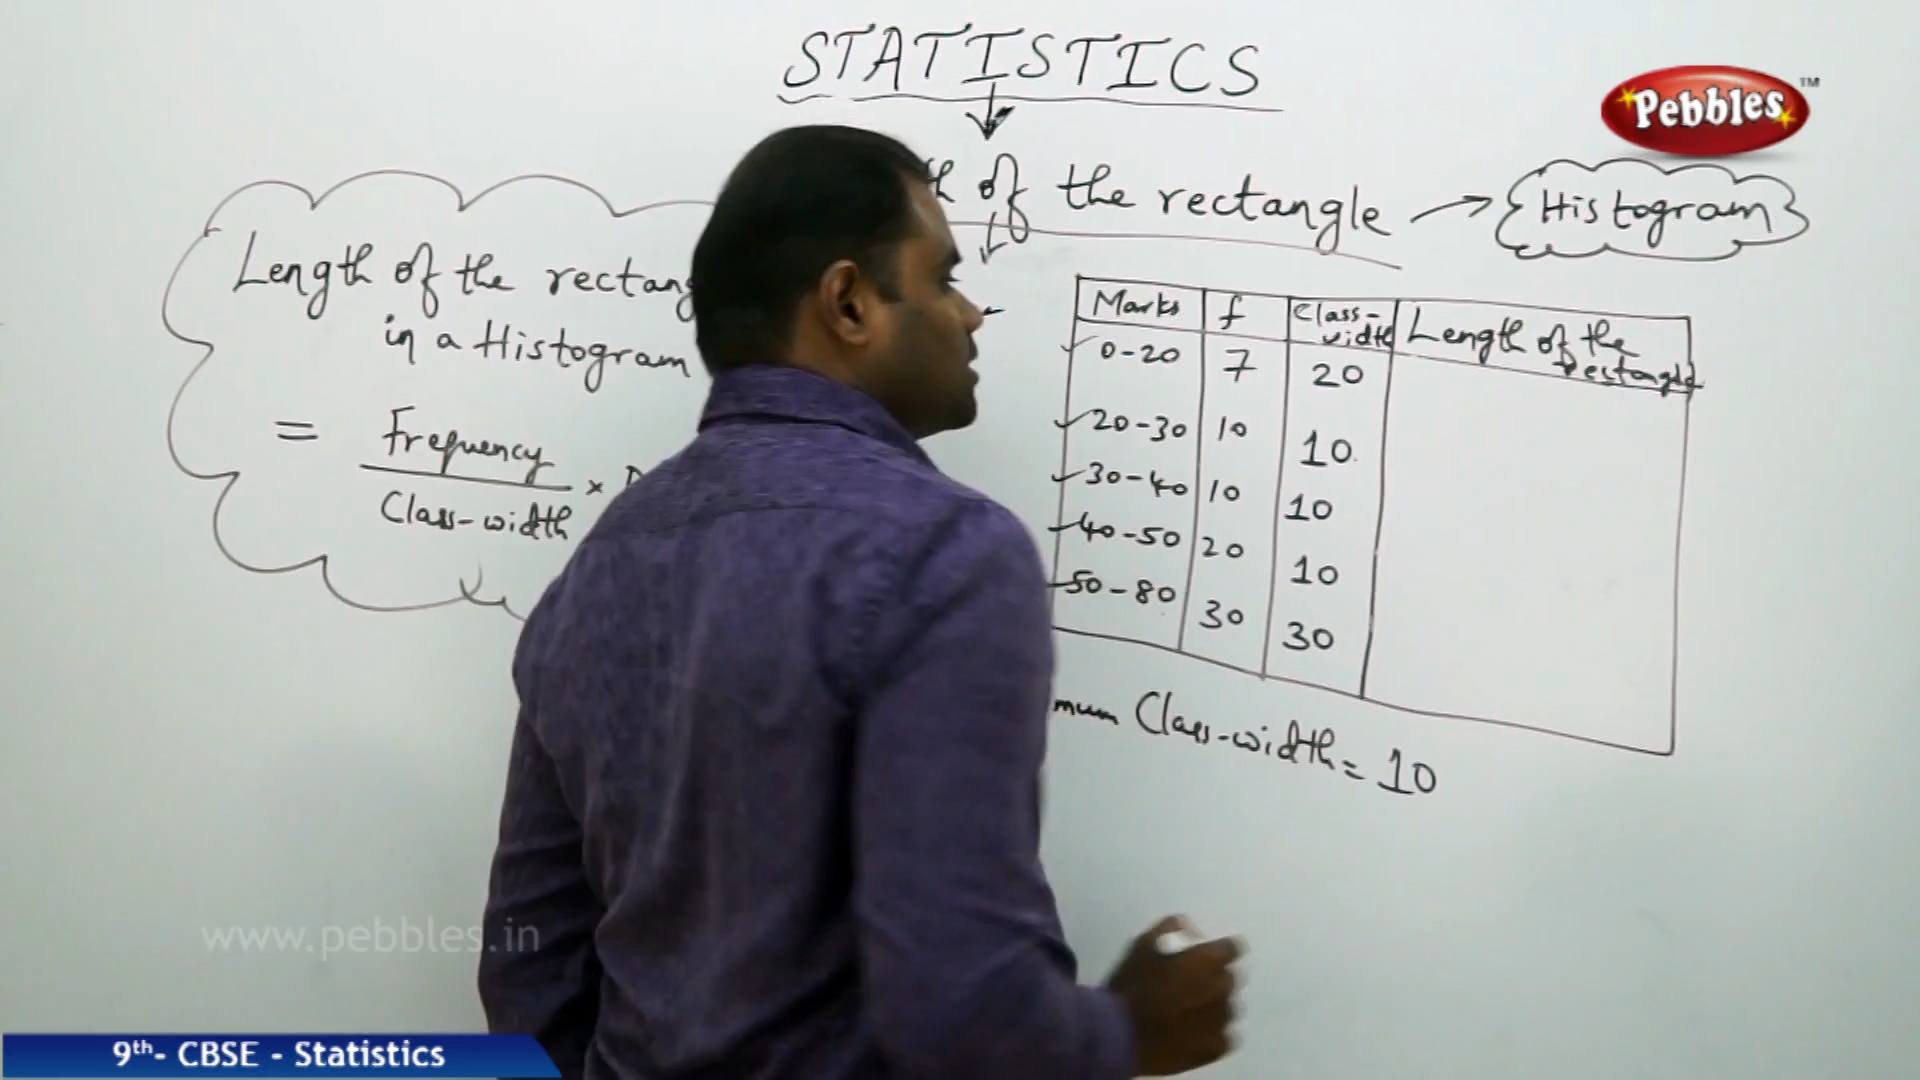 STATISTICS
Pebbles™
of the rectangle → Histogram
Length of the
in a Histogram
= Frequency
Class-width ×
Marks f Class-width Length of the rectangle
0-20 7 20
20-30 10 10
30-40 10 10
40-50 20 10
50-80 30 30
Class-width = 10
www.pebbles.in
9th- CBSE - Statistics